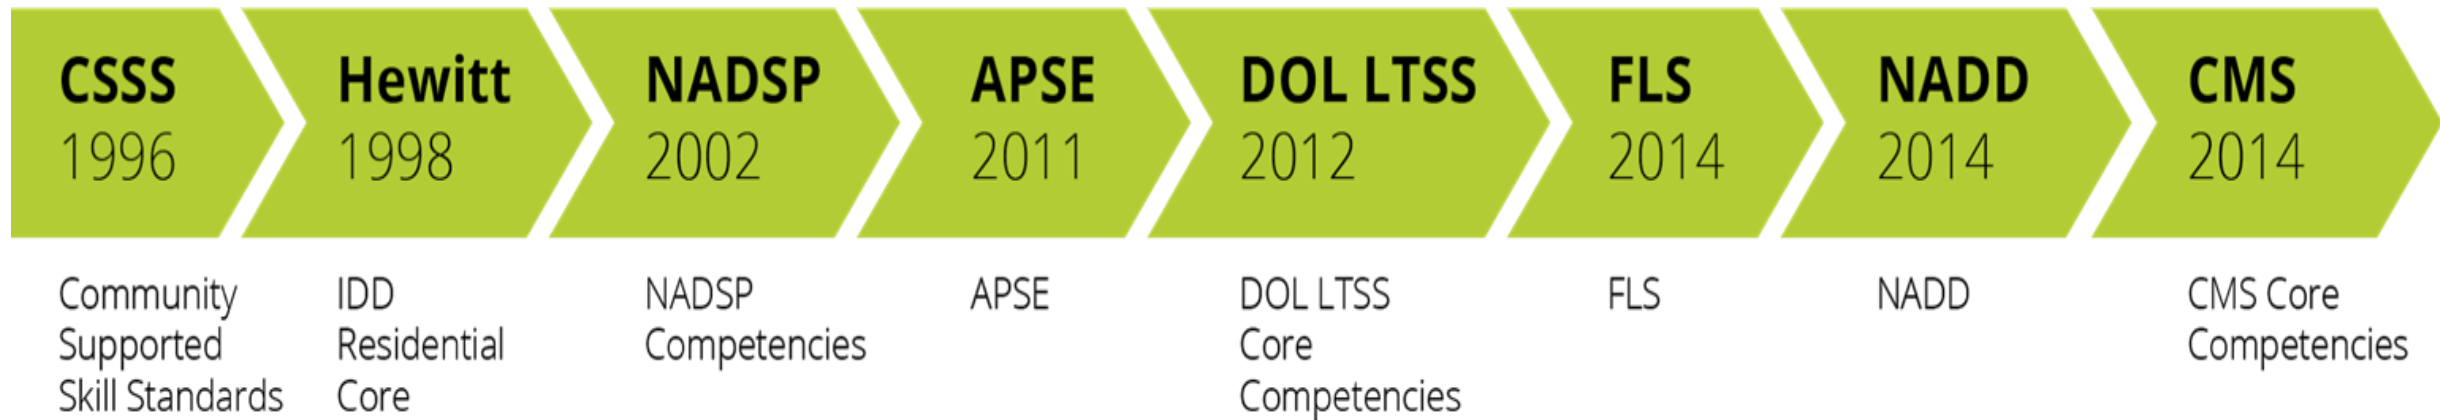 CSSS
1996
Hewitt
1998
NADSP
2002
APSE
2011
DOL LTSS
2012
FLS
2014
NADD
2014
CMS
2014
Community
Supported
Skill Standards
IDD
Residential
Core
NADSP
Competencies
APSE
DOL LTSS
Core
Competencies
FLS
NADD
CMS Core
Competencies